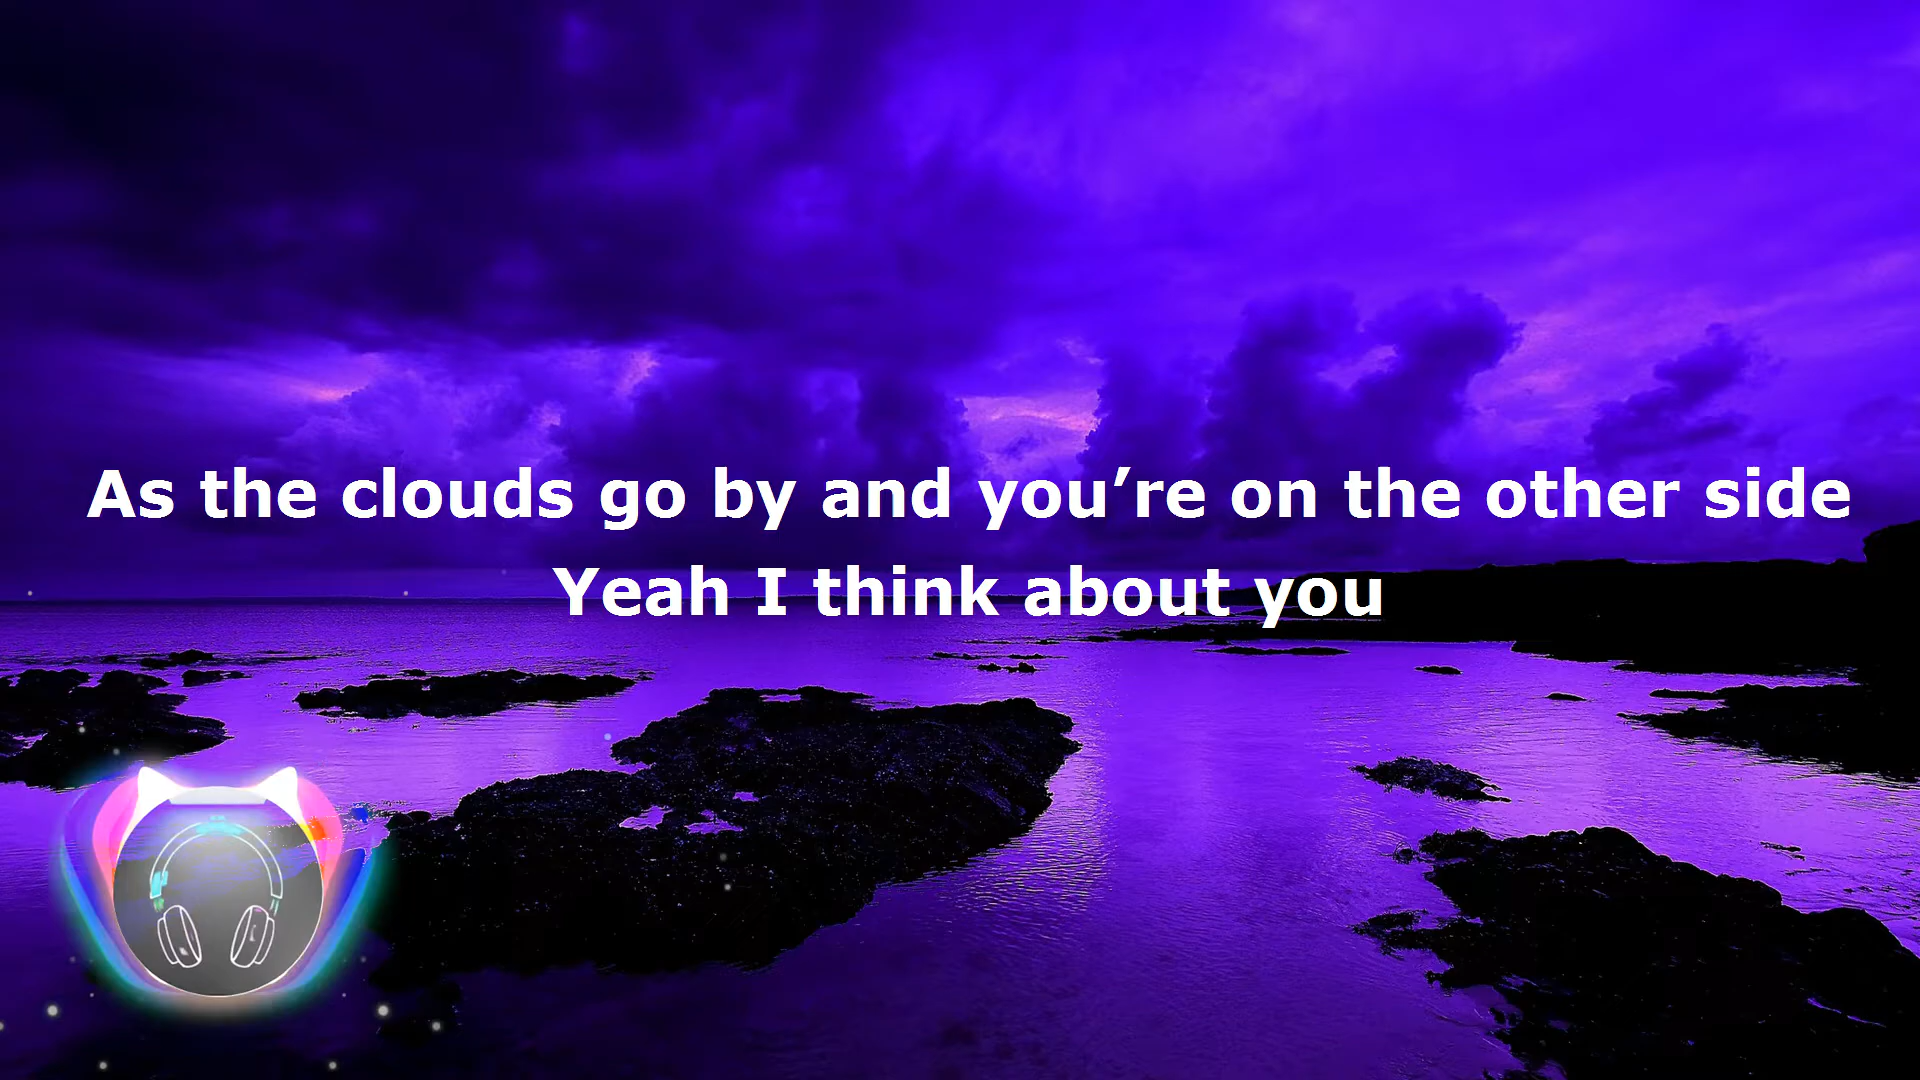 As the clouds go by and you’re on the other side
Yeah I think about you